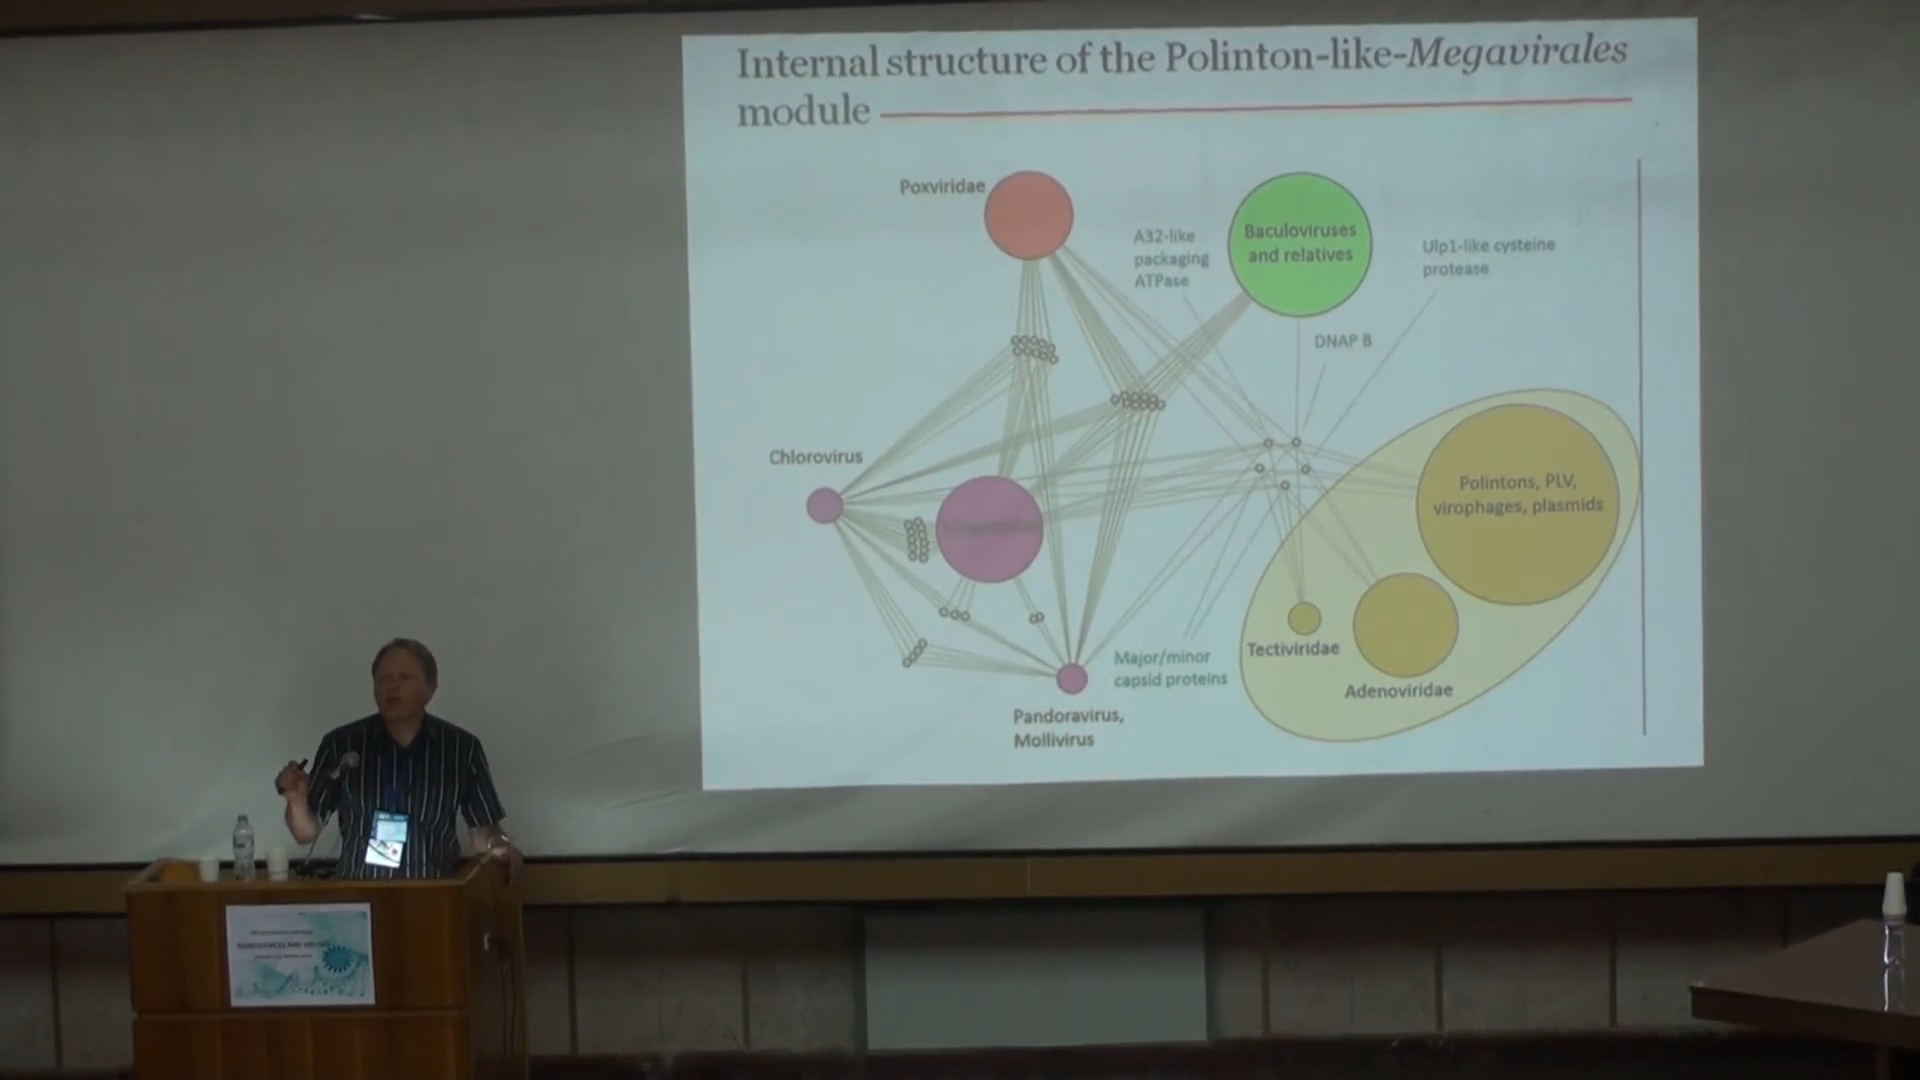 Internal structure of the Polinton-like-Megavirales
module
Poxviridae
A32-like
packaging
ATPase
Baculoviruses
and relatives
Ulp1-like cysteine
protease
DNAP B
Chlorovirus
Polintons, PLV,
virophages, plasmids
Tectiviridae
Adenoviridae
Major/minor
capsid proteins
Pandoravirus,
Mollivirus